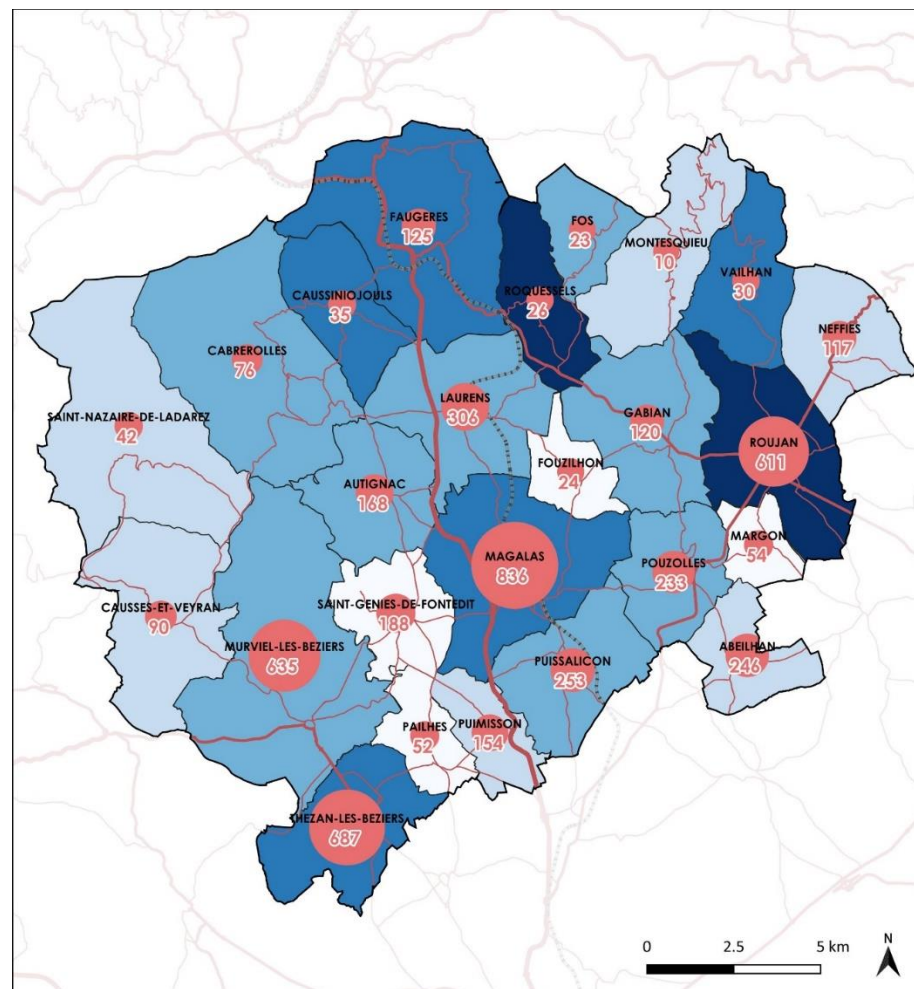 FAUGERES
125
FOS
23
MONTESQUIEU
10
VAILHAN
30
CAUSSINIOJOULS
35
ROQUESSELS
26
NEFFIES
117
CABREROLLES
76
LAURENS
306
SAINT-NAZAIRE-DE-LADAREZ
42
GABIAN
120
ROUJAN
611
FOUZILHON
24
AUTIGNAC
168
MARGON
54
MAGALAS
836
POUZOLLES
233
SAINT-GENIES-DE-FONTEDIT
188
CAUSSES-ET-VEYRAN
90
MURVIEL-LES-BEZIERS
635
ABEILHAN
246
PUISSALICON
253
PAILHES
52
PUIMISSON
154
THEZAN-LES-BEZIERS
687
0 2.5 5 km
N